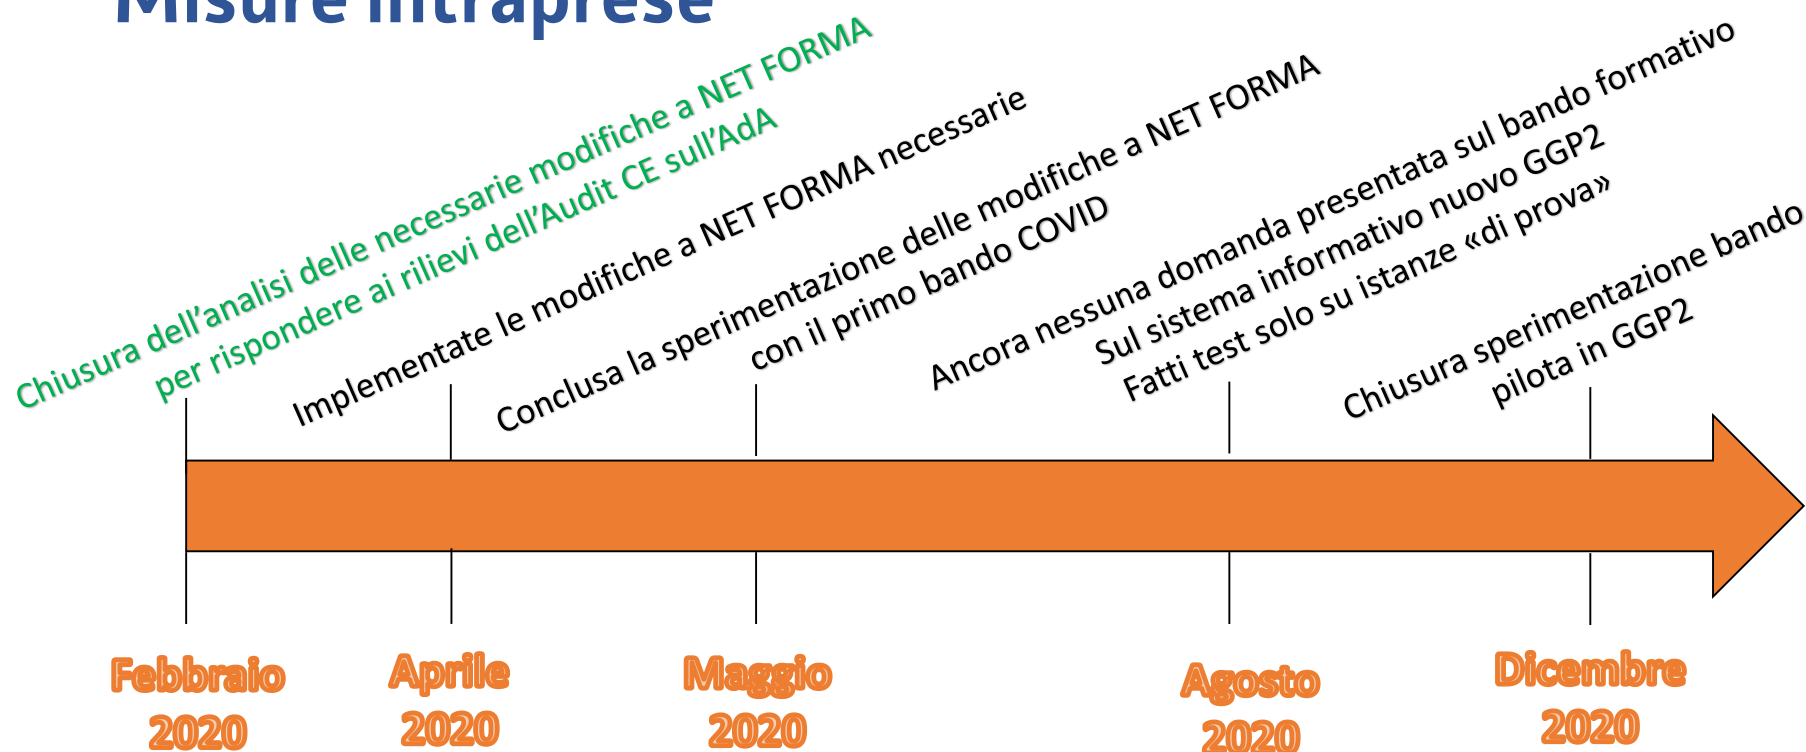 Misure intraprese
Chiusura dell’analisi delle necessarie modifiche a NET FORMA
per rispondere ai rilievi dell’Audit CE sull’AdA
Implementate le modifiche a NET FORMA necessarie
Conclusa la sperimentazione delle modifiche a NET FORMA
con il primo bando COVID
Ancora nessuna domanda presentata sul bando formativo
Sul sistema informativo nuovo GGP2
Fatti test solo su istanze «di prova»
Chiusura sperimentazione bando
pilota in GGP2
Febbraio
2020
Aprile
2020
Maggio
2020
Agosto
2020
Dicembre
2020